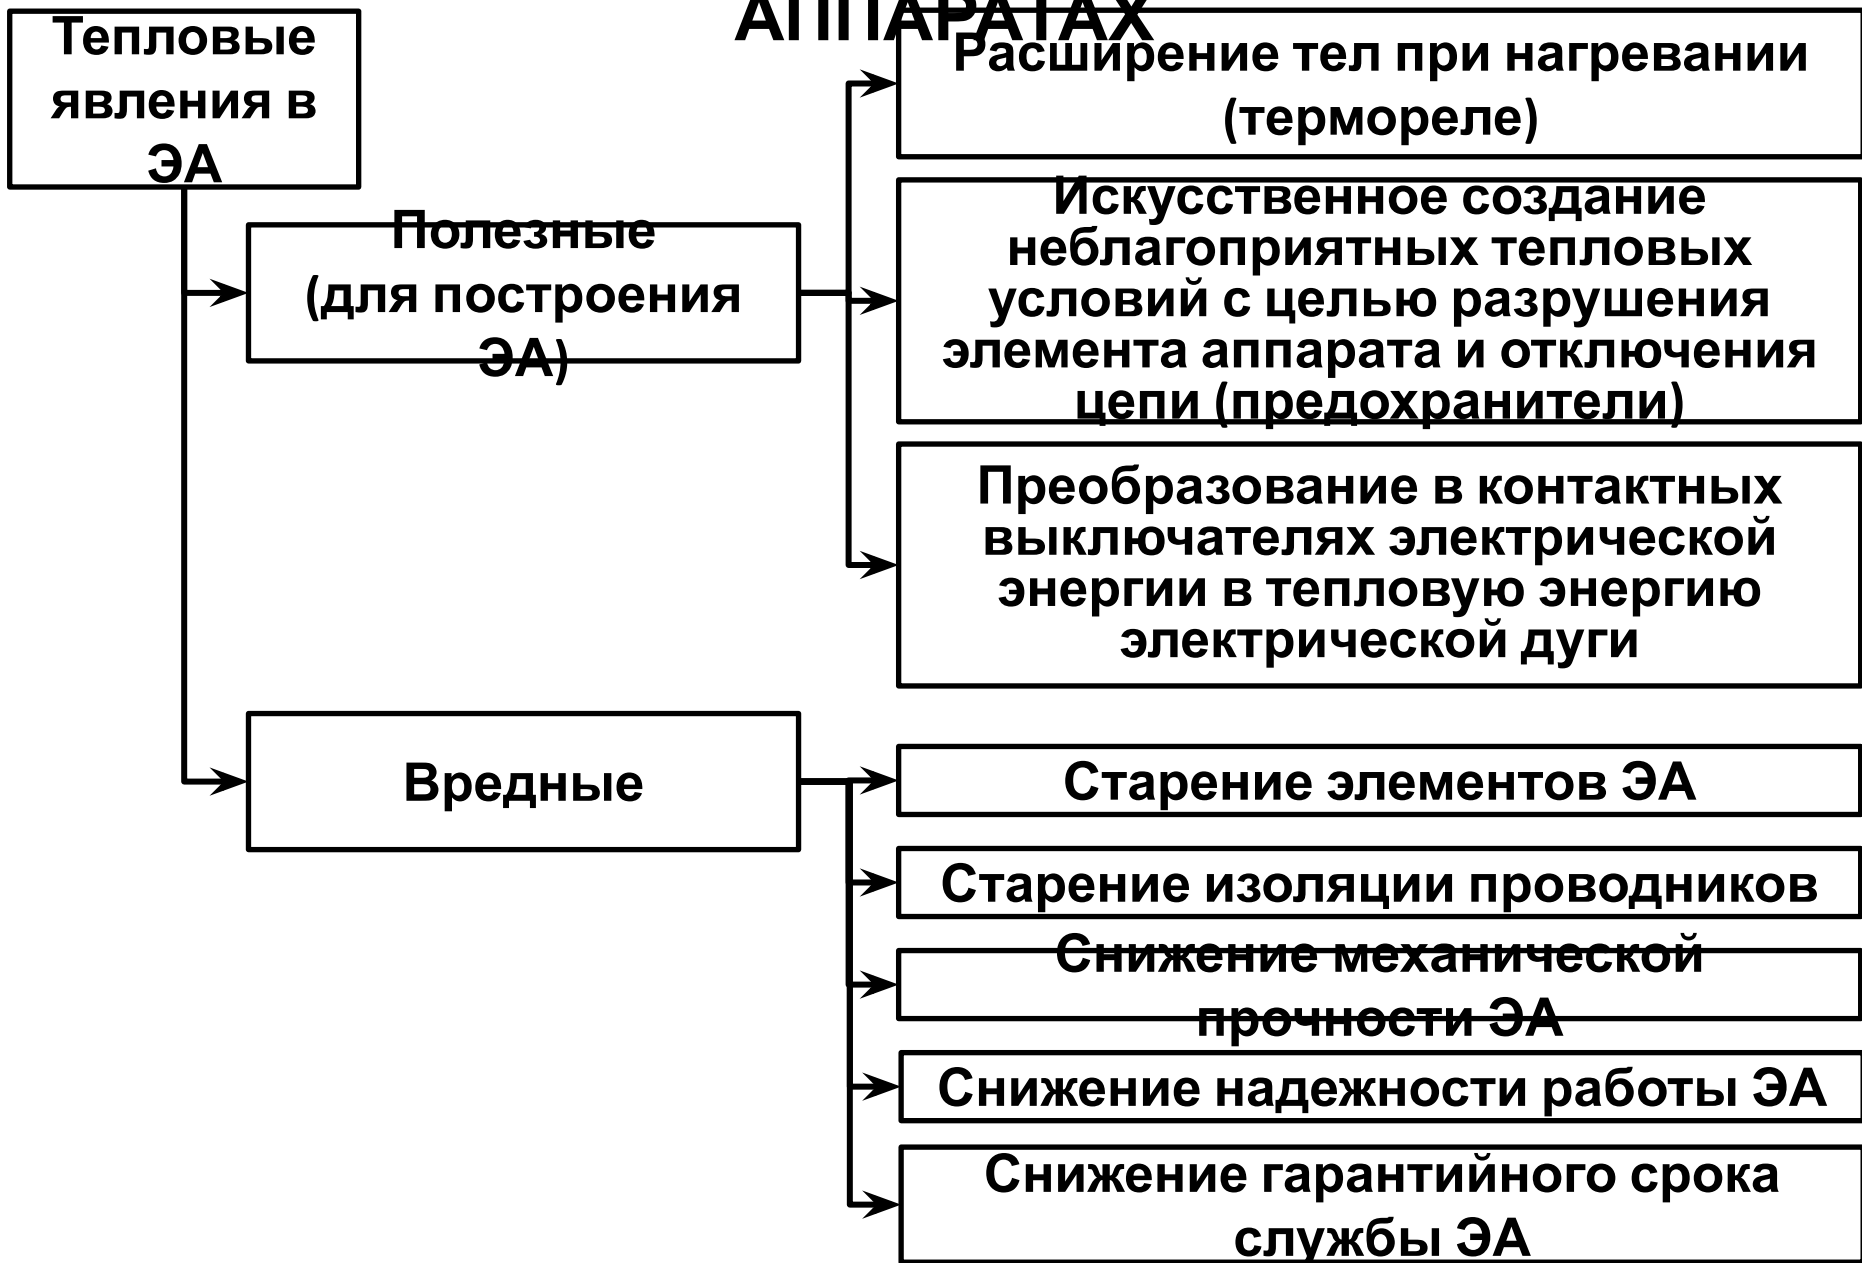 АППАРАТАХ
Тепловые
явления в
ЭА
Полезные
(для построения
ЭА)
Расширение тел при нагревании
(термореле)
Искусственное создание
неблагоприятных тепловых
условий с целью разрушения
элемента аппарата и отключения
цепи (предохранители)
Преобразование в контактных
выключателях электрической
энергии в тепловую энергию
электрической дуги
Вредные
Старение элементов ЭА
Старение изоляции проводников
Снижение механической
прочности ЭА
Снижение надежности работы ЭА
Снижение гарантийного срока
службы ЭА